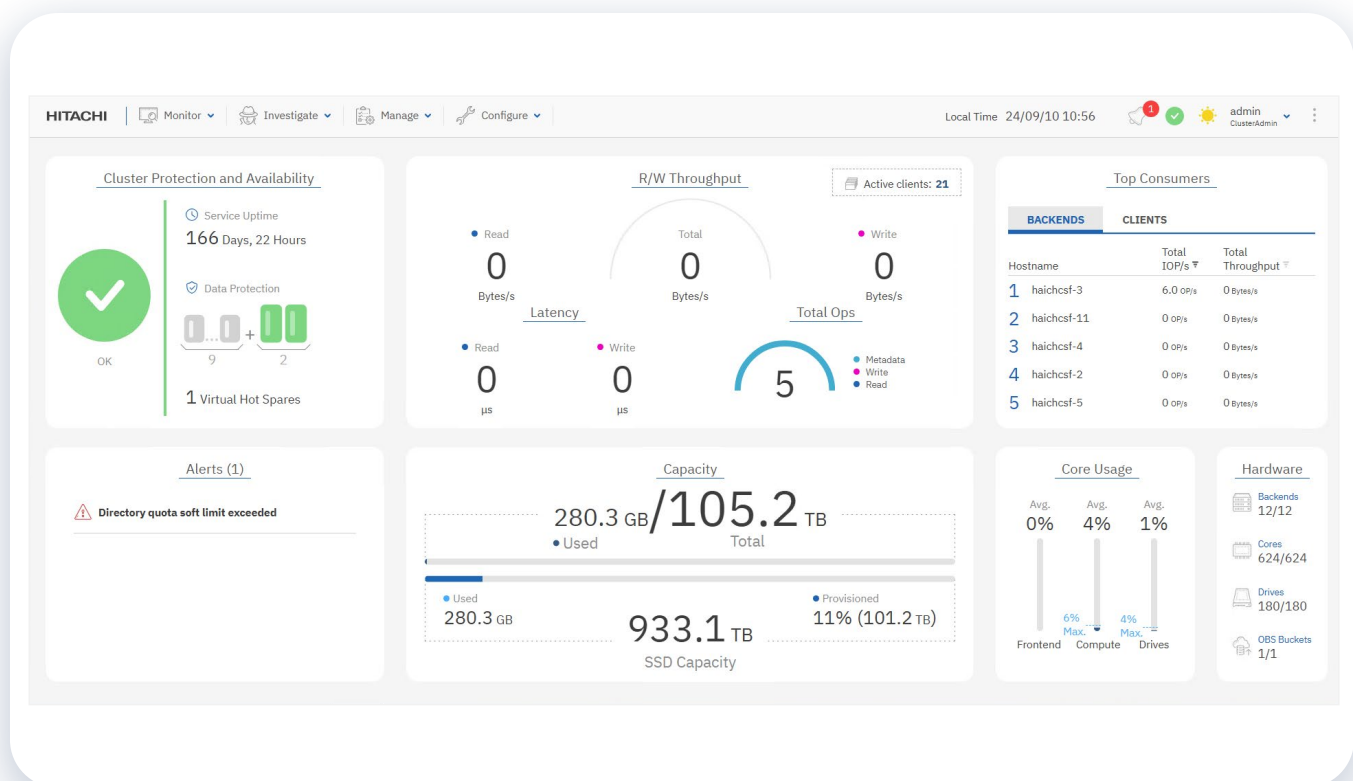 HITACHI Monitor Investigate Manage Configure Local Time 24/09/10 10:56 1 admin
ClusterAdmin
Cluster Protection and Availability
Service Uptime
166 Days, 22 Hours
Data Protection
+
9 2
OK
1 Virtual Hot Spares
R/W Throughput
Active clients: 21
Read Total Write
0 0 0
Bytes/s Bytes/s Bytes/s
Latency Total Ops
Read Write
0 0
µs µs
5
Metadata
Write
Read
Top Consumers
BACKENDS CLIENTS
Hostname Total IOP/s Total Throughput
1 haichcsf-3 6.0 OP/s 0 Bytes/s
2 haichcsf-11 0 OP/s 0 Bytes/s
3 haichcsf-4 0 OP/s 0 Bytes/s
4 haichcsf-2 0 OP/s 0 Bytes/s
5 haichcsf-5 0 OP/s 0 Bytes/s
Alerts (1)
Directory quota soft limit exceeded
Capacity
280.3 GB/105.2 TB
Used Total
Used Provisioned
280.3 GB 11% (101.2 TB)
933.1 TB
SSD Capacity
Core Usage
Avg. Avg. Avg.
0% 4% 1%
6% 4%
Max. Max.
Frontend Compute Drives
Hardware
Backends
12/12
Cores
624/624
Drives
180/180
OBS Buckets
1/1